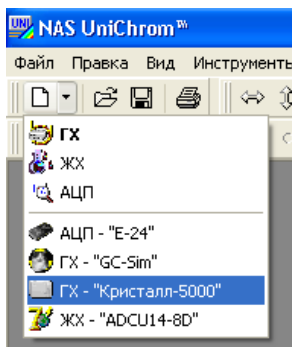 UNI NAS UniChrom™
Файл Правка Вид Инструменты
ГХ
ЖХ
АЦП
АЦП - "E-24"
ГХ - "GC-Sim"
ГХ - "Кристалл-5000"
ЖХ - "ADCU14-8D"